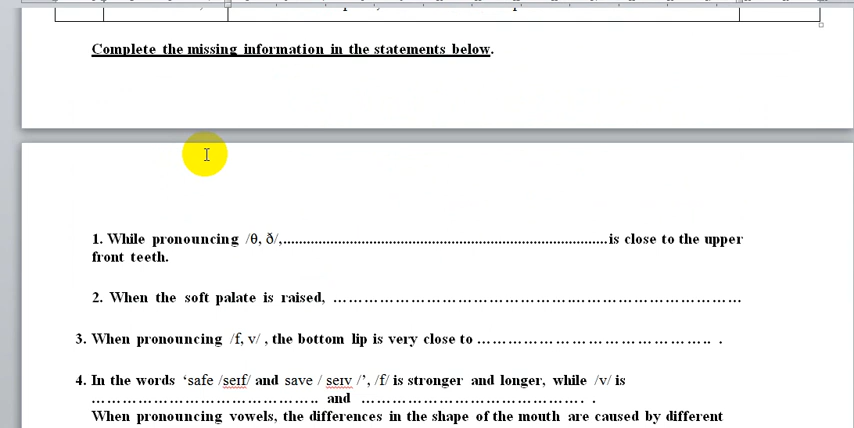 Complete the missing information in the statements below.
1. While pronouncing /θ, ð/,...................................................................................is close to the upper
front teeth.
2. When the soft palate is raised, ……………………………………….…………………………
3. When pronouncing /f, v/ , the bottom lip is very close to …………………………………….. .
4. In the words ‘safe /seɪf/ and save / seɪv /’, /f/ is stronger and longer, while /v/ is
…………………………………….. and ……………………………………. .
When pronouncing vowels, the differences in the shape of the mouth are caused by different